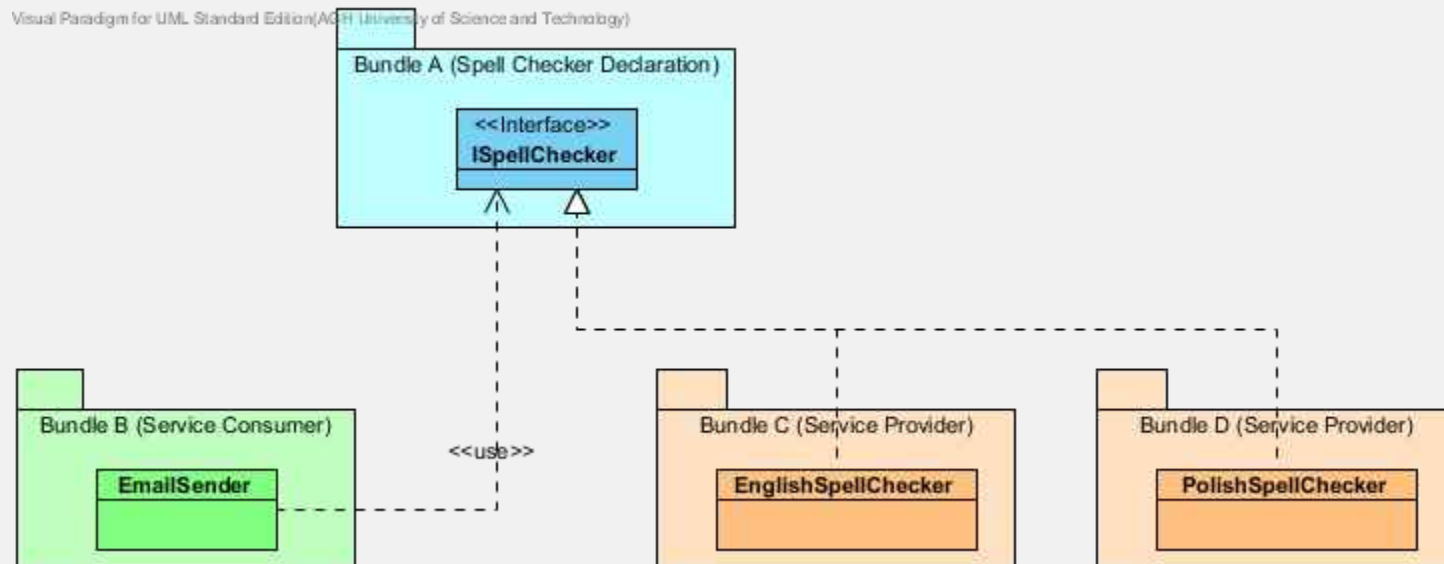 Visual Paradigm for UML Standard Edition(AGH University of Science and Technology)
Bundle A (Spell Checker Declaration)
<<Interface>>
ISpellChecker
Bundle B (Service Consumer)
EmailSender
<<use>>
Bundle C (Service Provider)
EnglishSpellChecker
Bundle D (Service Provider)
PolishSpellChecker